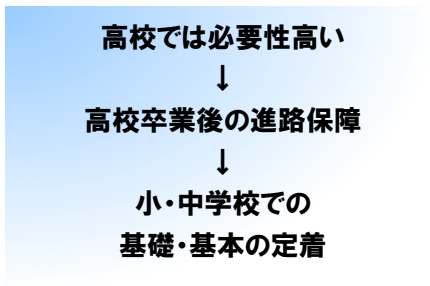 高校では必要性高い
↓
高校卒業後の進路保障
↓
小・中学校での
基礎・基本の定着